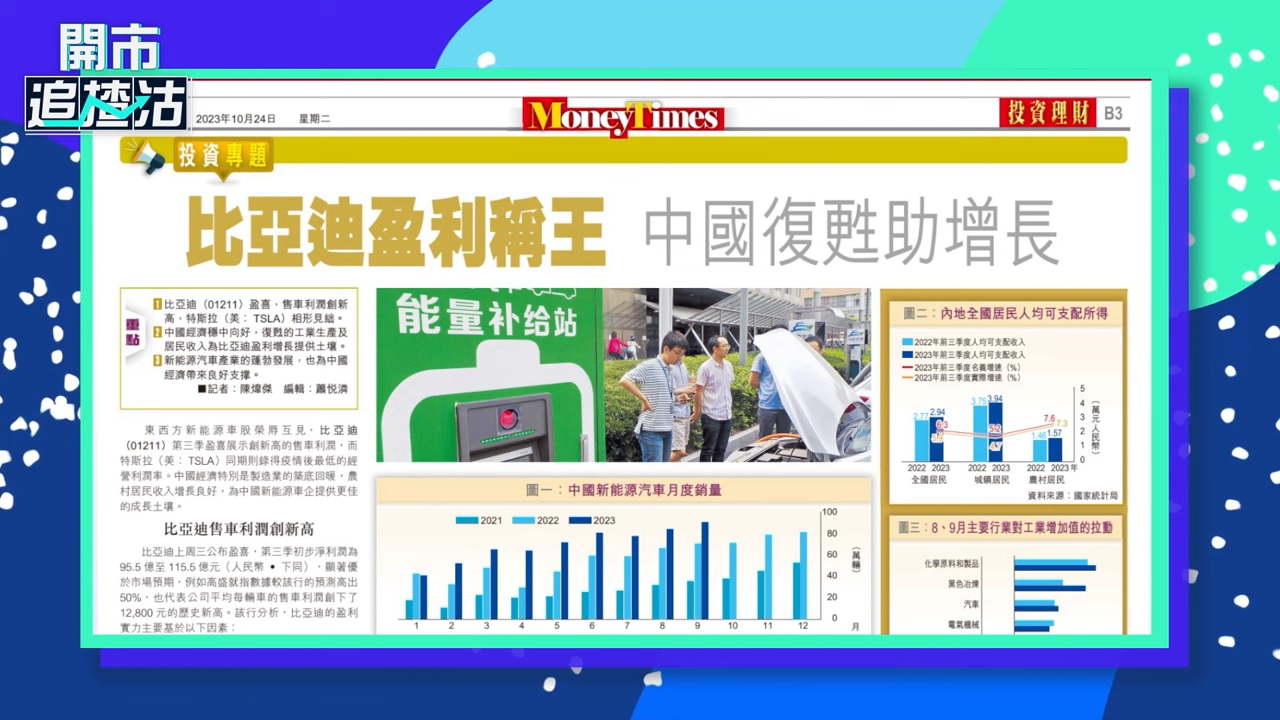 開市
追揸沽
2023年10月24日 星期二
MoneyTimes
投資理財 B3
投資專題
比亞迪盈利稱王 中國復甦助增長
重點
1 比亞迪（01211）盈喜，售車利潤創新
高，特斯拉（美：TSLA）相形見絀。
2 中國經濟穩中向好，復甦的工業生產及
居民收入為比亞迪盈利增長提供土壤。
3 新能源汽車產業的蓬勃發展，也為中國
經濟帶來良好支撐。
■記者：陳煒傑 編輯：蕭悅潾
東西方新能源車股榮辱互見，比亞迪
（01211）第三季盈喜展示創新高的售車利潤，而
特斯拉（美：TSLA）同期則錄得疫情後最低的經
營利潤率。中國經濟特別是製造業的築底回暖，農
村居民收入增長良好，為中國新能源車企提供更佳
的成長土壤。
比亞迪售車利潤創新高
比亞迪上周三公布盈喜，第三季初步淨利潤為
95.5億至115.5億元（人民幣•下同）、顯著優
於市場預期，例如高盛就指數據較該行的預測高出
50%，也代表公司平均每輛車的售車利潤創下了
12,800元的歷史新高。該行分析，比亞迪的盈利
實力主要基於以下因素：
能量补给站
圖一：中國新能源汽車月度銷量
2021 2022 2023
100
80
60
40
20
0
（萬輛）
1 2 3 4 5 6 7 8 9 10 11 12 月
圖二：內地全國居民人均可支配所得
2022年前三季度人均可支配收入
2023年前三季度人均可支配收入
2023年前三季度名義增速（%）
2023年前三季度實際增速（%）
5
4
3
2
1
0
（萬元人民幣）
2.77 2.94 6.3 5.9
3.75 3.94 5.2 4.7
1.46 1.57 7.6 7.3
2022 2023 2022 2023 2022 2023年
全國居民 城鎮居民 農村居民
資料來源：國家統計局
圖三：8、9月主要行業對工業增加值的拉動
化學原料和製品
黑色冶煉
汽車
電氣機械